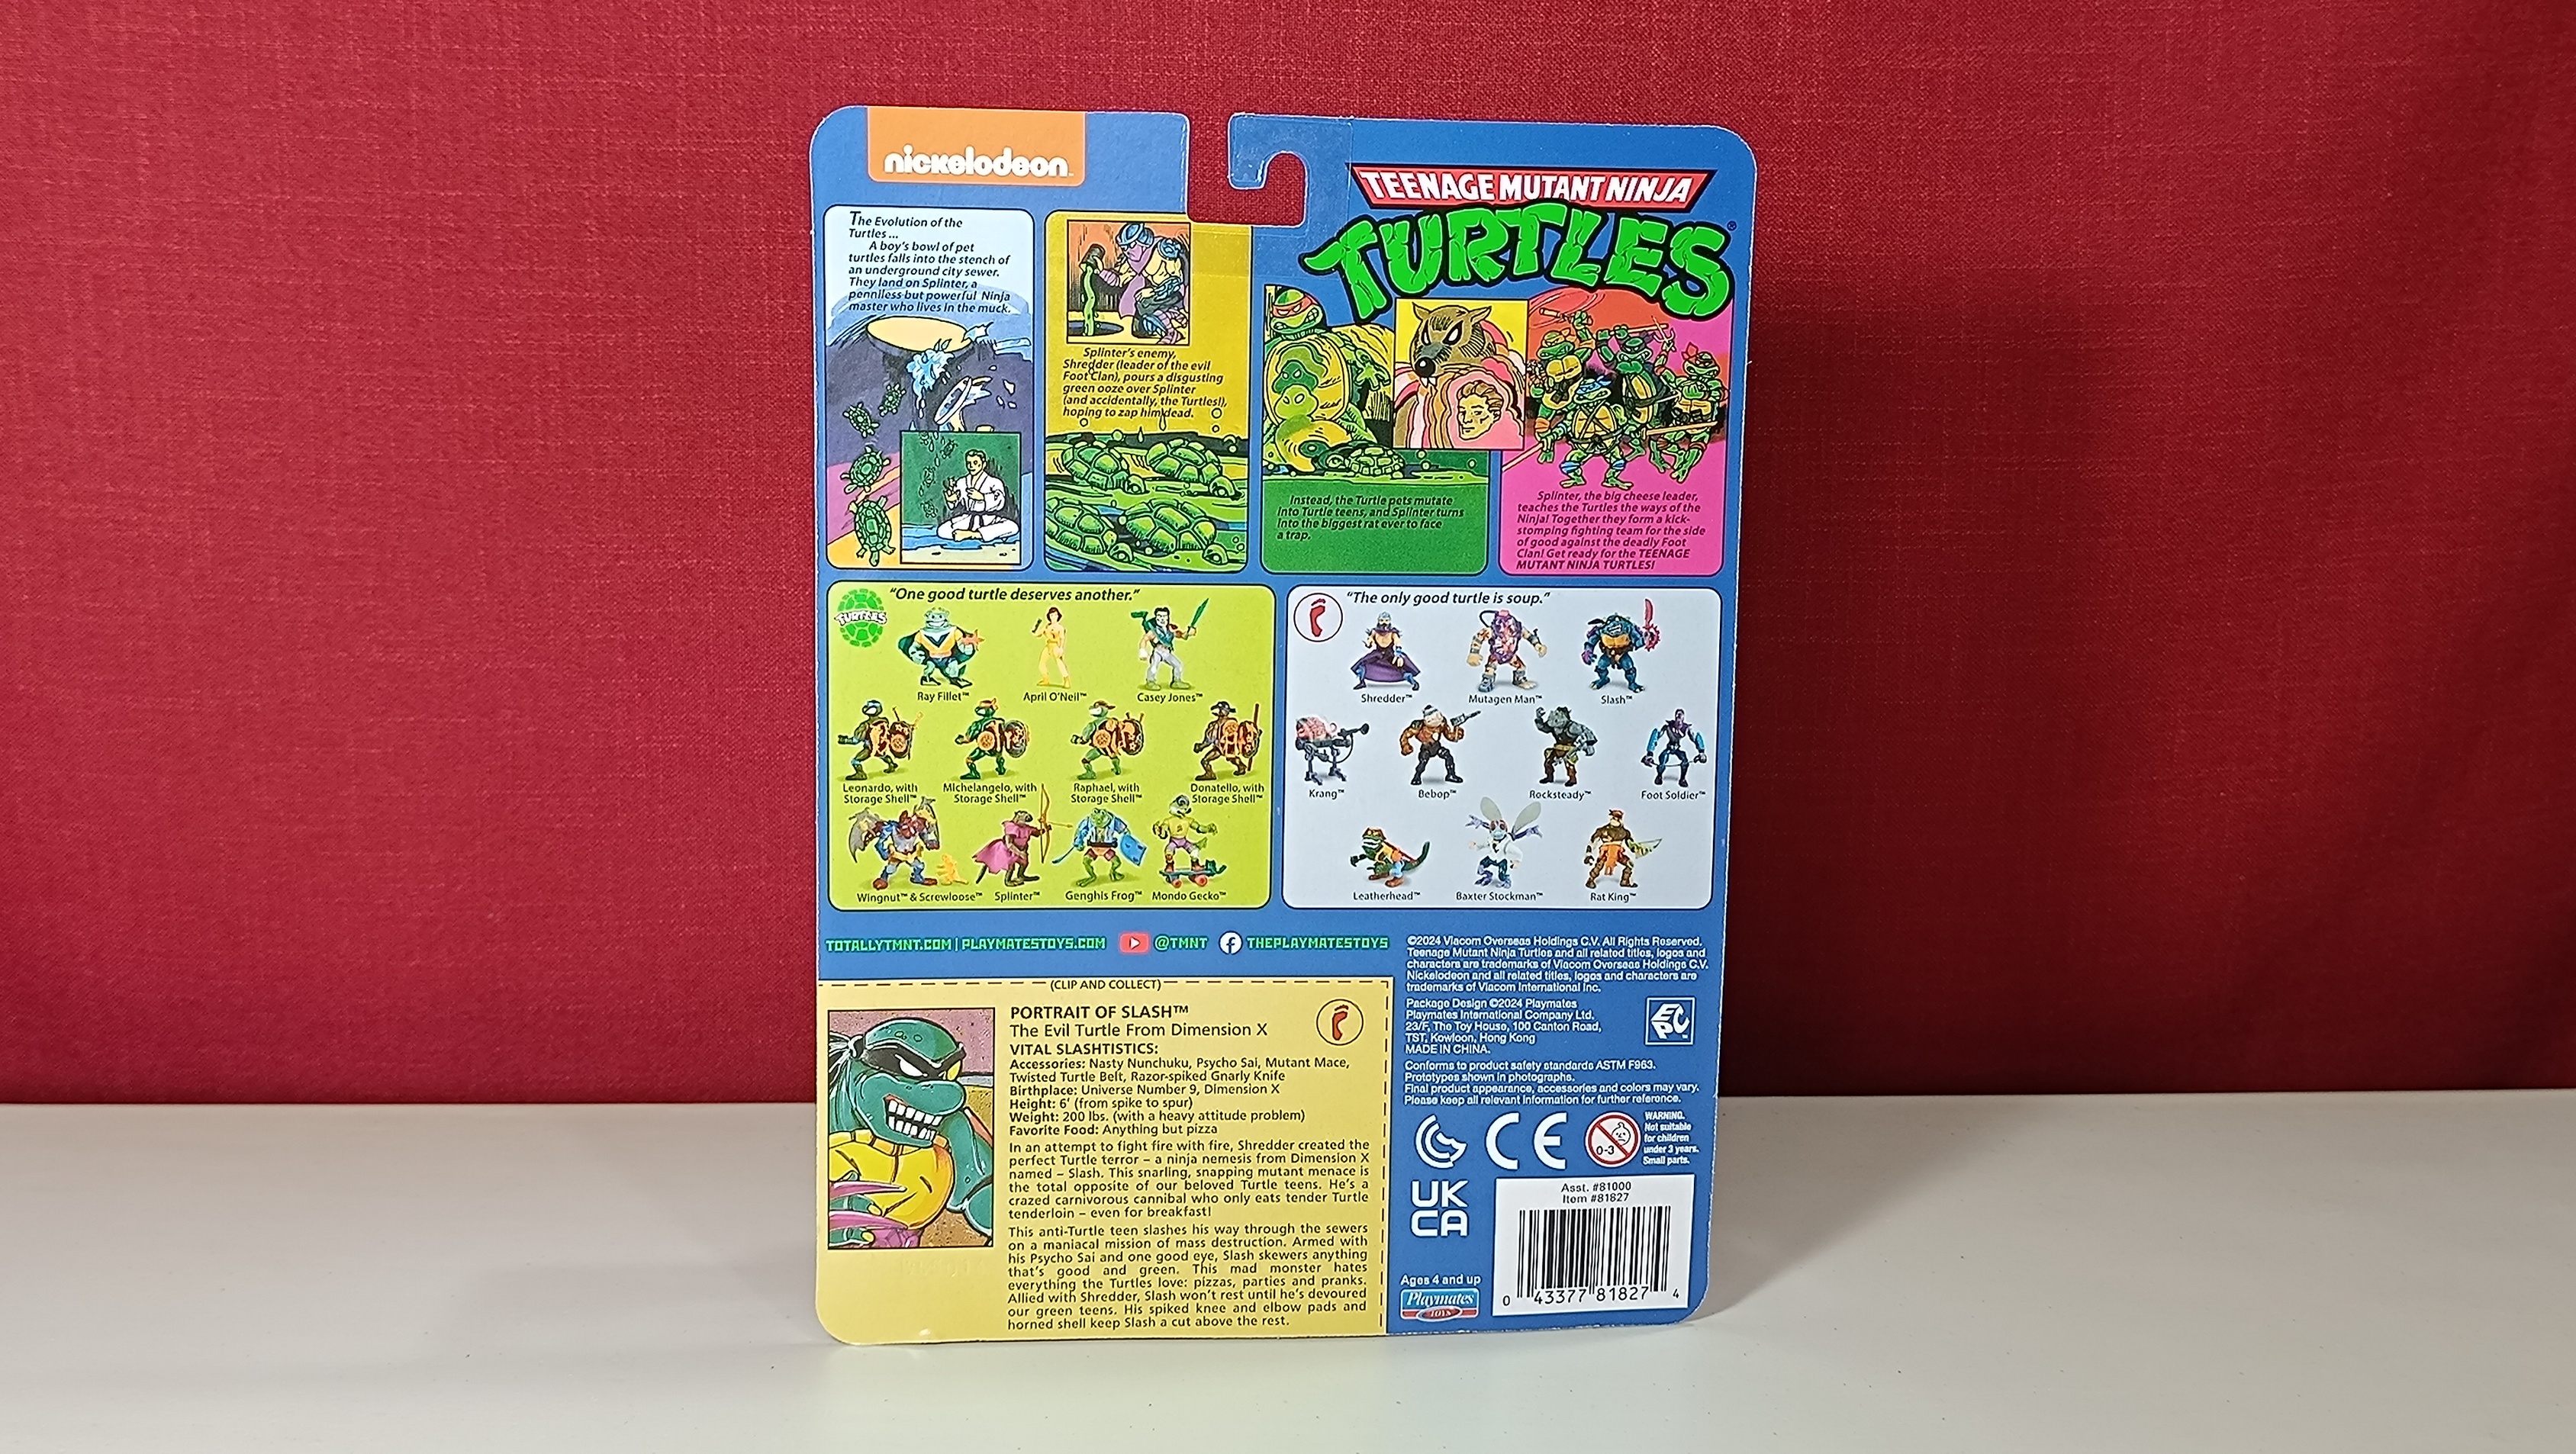 nickelodeon
TEENAGE MUTANT NINJA
TURTLES®
The Evolution of the
Turtles ...
A boy's bowl of pet
turtles falls into the stench of
an underground city sewer.
They land on Splinter, a
penniless but powerful Ninja
master who lives in the muck.
Splinter's enemy,
Shredder (leader of the evil
Foot Clan), pours a disgusting
green ooze over Splinter
(and accidentally, the Turtles!),
hoping to zap him dead.
Instead, the Turtle pets mutate
into Turtle teens, and Splinter turns
into the biggest rat ever to face
a trap.
Splinter, the big cheese leader,
teaches the Turtles the ways of the
Ninja! Together they form a kick-
stomping fighting team for the side
of good against the deadly Foot
Clan! Get ready for the TEENAGE
MUTANT NINJA TURTLES!
TURTLES
"One good turtle deserves another."
Ray Fillet™ April O'Neil™ Casey Jones™
Leonardo, with Michelangelo, with Raphael, with Donatello, with
Storage Shell™ Storage Shell™ Storage Shell™ Storage Shell™
Wingnut™ & Screwloose™ Splinter™ Genghis Frog™ Mondo Gecko™
"The only good turtle is soup."
Shredder™ Mutagen Man™ Slash™
Krang™ Bebop™ Rocksteady™ Foot Soldier™
Leatherhead™ Baxter Stockman™ Rat King™
TOTALLYTMNT.COM | PLAYMATESTOYS.COM @TMNT THEPLAYMATESTOYS
(CLIP AND COLLECT)
PORTRAIT OF SLASH™
The Evil Turtle From Dimension X
VITAL SLASHTISTICS:
Accessories: Nasty Nunchuku, Psycho Sai, Mutant Mace,
Twisted Turtle Belt, Razor-spiked Gnarly Knife
Birthplace: Universe Number 9, Dimension X
Height: 6' (from spike to spur)
Weight: 200 lbs. (with a heavy attitude problem)
Favorite Food: Anything but pizza
In an attempt to fight fire with fire, Shredder created the
perfect Turtle terror – a ninja nemesis from Dimension X
named – Slash. This snarling, snapping mutant menace is
the total opposite of our beloved Turtle teens. He's a
crazed carnivorous cannibal who only eats tender Turtle
tenderloin – even for breakfast!
This anti-Turtle teen slashes his way through the sewers
on a maniacal mission of mass destruction. Armed with
his Psycho Sai and one good eye, Slash skewers anything
that's good and green. This mad monster hates
everything the Turtles love: pizzas, parties and pranks.
Allied with Shredder, Slash won't rest until he's devoured
our green teens. His spiked knee and elbow pads and
horned shell keep Slash a cut above the rest.
©2024 Viacom Overseas Holdings C.V. All Rights Reserved.
Teenage Mutant Ninja Turtles and all related titles, logos and
characters are trademarks of Viacom Overseas Holdings C.V.
Nickelodeon and all related titles, logos and characters are
trademarks of Viacom International Inc.
Package Design ©2024 Playmates
Playmates International Company Ltd.
23/F, The Toy House, 100 Canton Road,
TST, Kowloon, Hong Kong
MADE IN CHINA.
EPC™
Conforms to product safety standards ASTM F963.
Prototypes shown in photographs.
Final product appearance, accessories and colors may vary.
Please keep all relevant information for further reference.
CE
0-3
WARNING.
Not suitable
for children
under 3 years.
Small parts.
UK
CA
Asst. #81000
Item #81827
0 43377 81827 4
Ages 4 and up
Playmates
TOYS